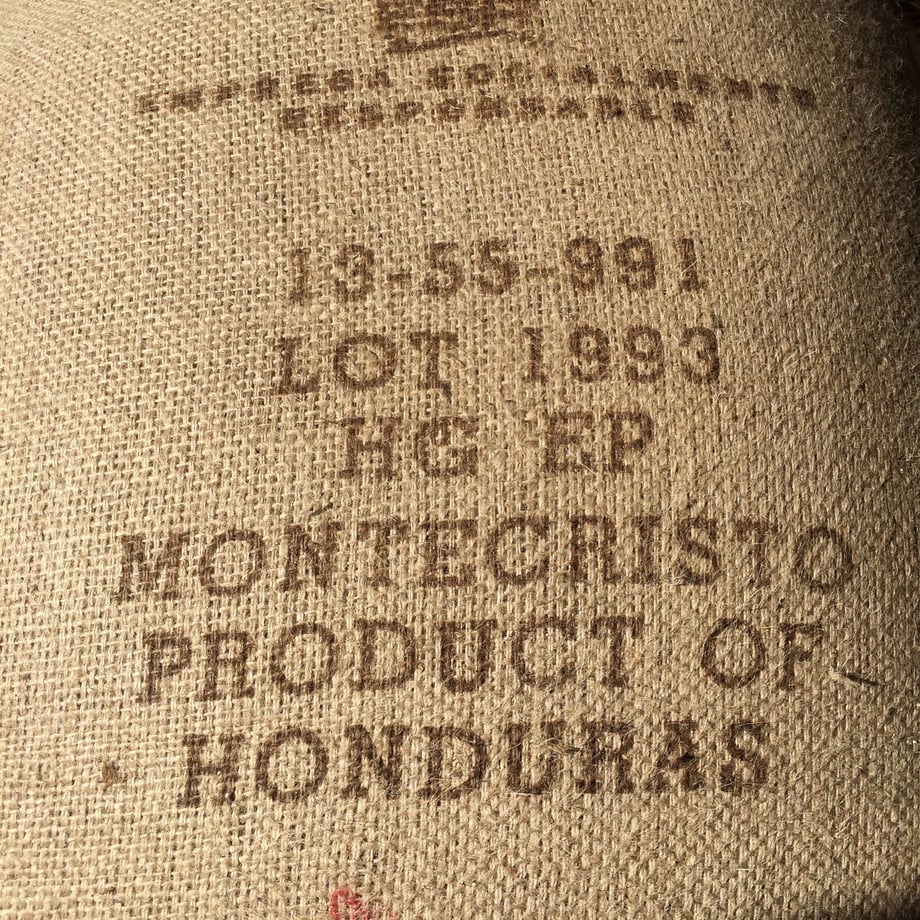 EMPRESA SOCIALMENTE
RESPONSABLE
13-55-991
LOT 1993
HG EP
MONTECRISTO
PRODUCT OF
HONDURAS